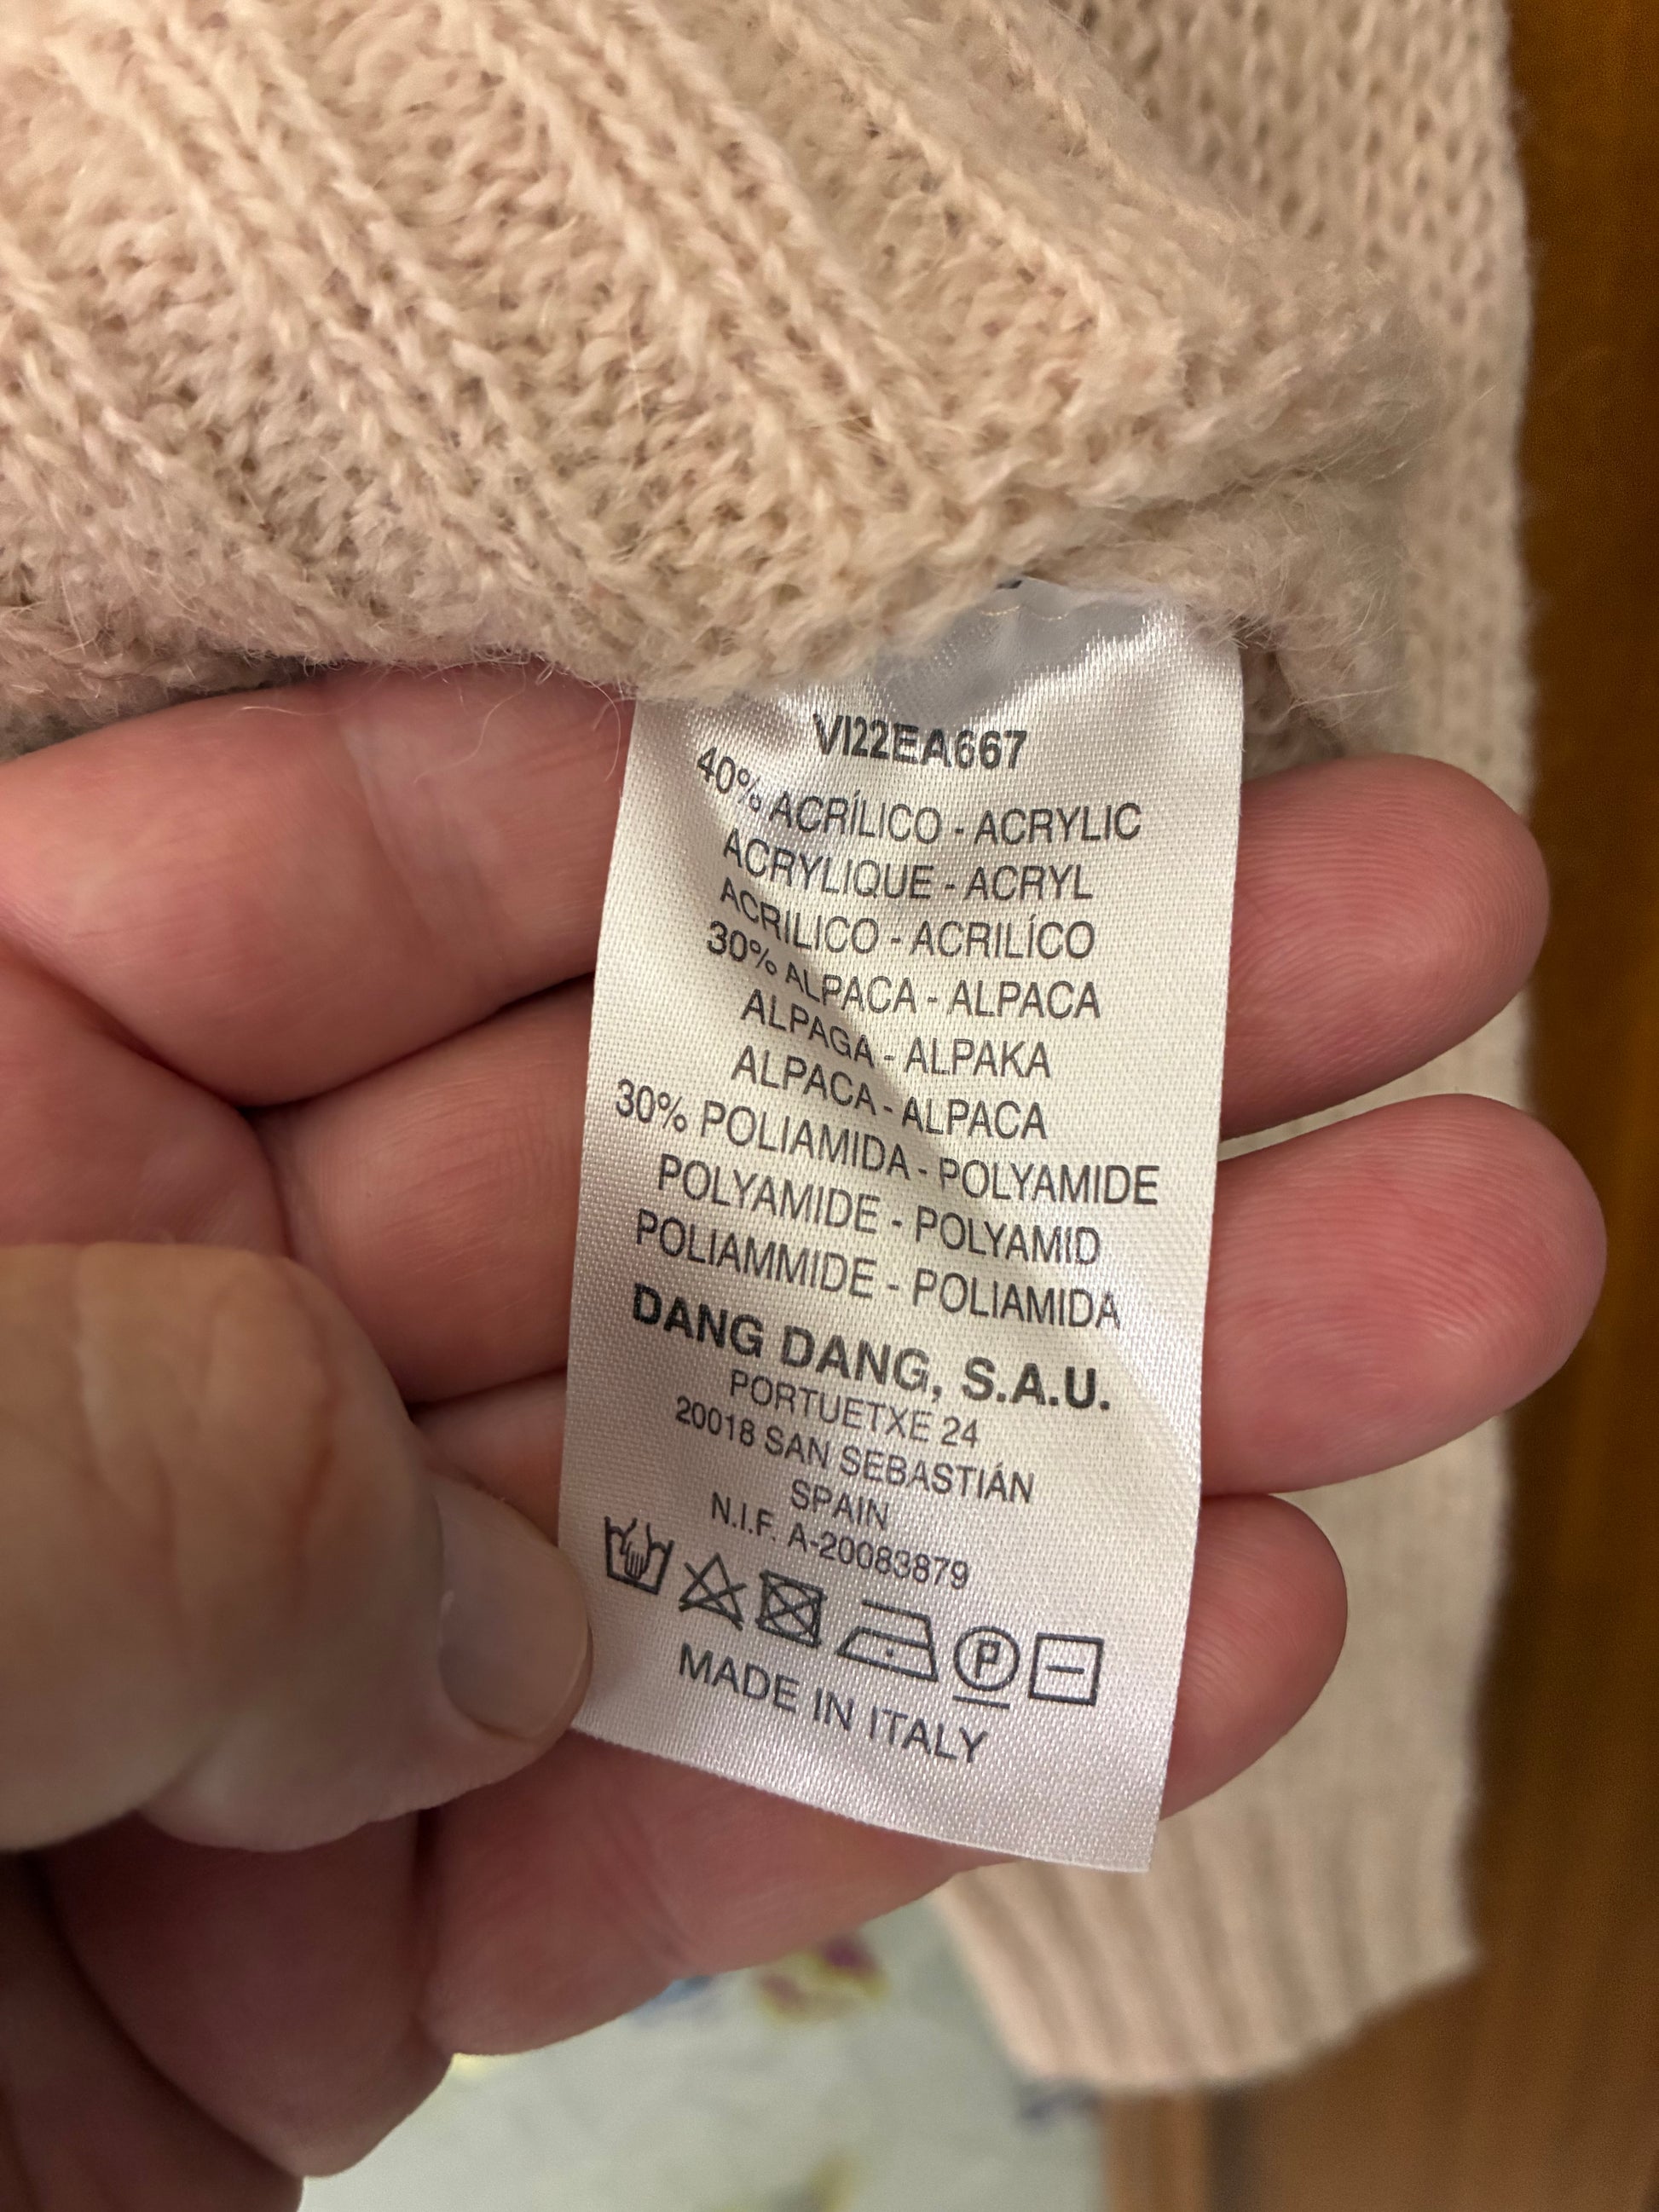 VI22EA667
40% ACRÍLICO - ACRYLIC
ACRYLIQUE - ACRYL
ACRILICO - ACRILÍCO
30% ALPACA - ALPACA
ALPAGA - ALPAKA
ALPACA - ALPACA
30% POLIAMIDA - POLYAMIDE
POLYAMIDE - POLYAMID
POLIAMMIDE - POLIAMIDA
DANG DANG, S.A.U.
PORTUETXE 24
20018 SAN SEBASTIÁN
SPAIN
N.I.F. A-20083879
P
MADE IN ITALY